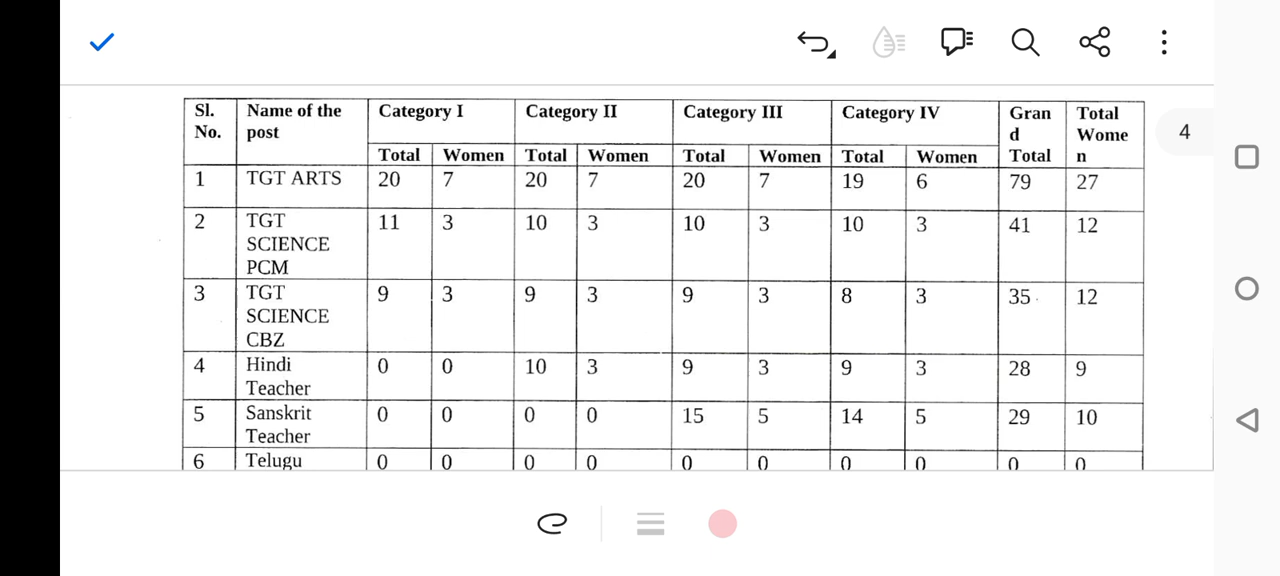 4
Sl. No. Name of the post Category I Category II Category III Category IV Gran d Total Total Wome n
Total Women Total Women Total Women Total Women
1 TGT ARTS 20 7 20 7 20 7 19 6 79 27
2 TGT SCIENCE PCM 11 3 10 3 10 3 10 3 41 12
3 TGT SCIENCE CBZ 9 3 9 3 9 3 8 3 35 12
4 Hindi Teacher 0 0 10 3 9 3 9 3 28 9
5 Sanskrit Teacher 0 0 0 0 15 5 14 5 29 10
6 Telugu 0 0 0 0 0 0 0 0 0 0